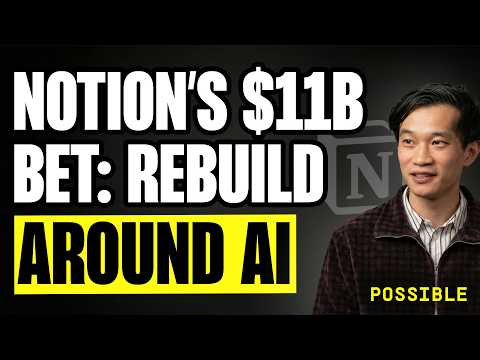 NOTION'S $11B
BET: REBUILD
N
AROUND AI
POSSIBLE